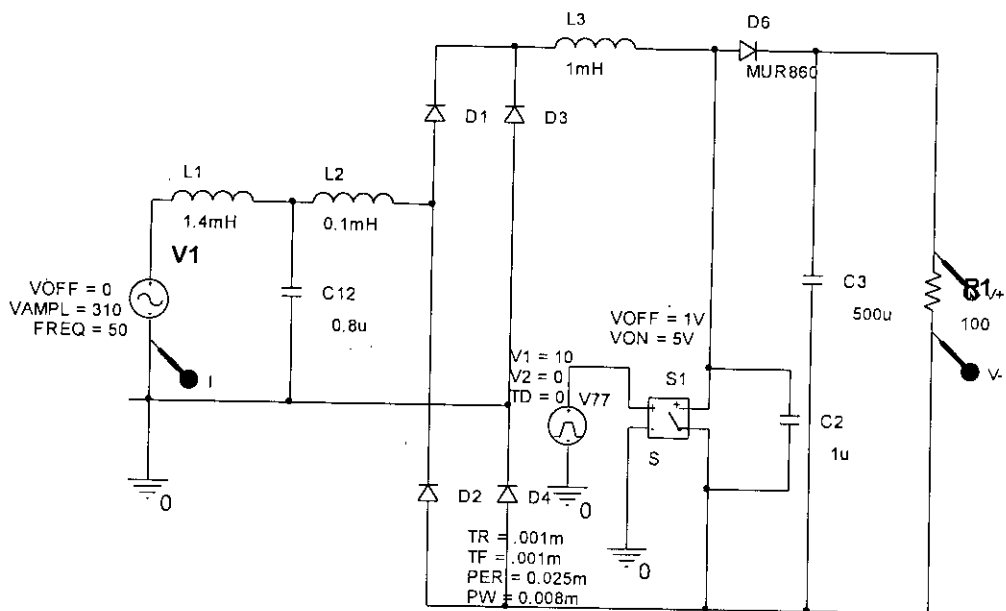 L3
1mH
D6
MUR860
D1
D3
L1
1.4mH
L2
0.1mH
V1
VOFF = 0
VAMPL = 310
FREQ = 50
C12
0.8u
I
0
C3
500u
R1
100
V+
V-
VOFF = 1V
VON = 5V
V1 = 10
V2 = 0
TD = 0
V77
S1
S
C2
1u
0
0
D2
D4
TR = .001m
TF = .001m
PER = 0.025m
PW = 0.008m